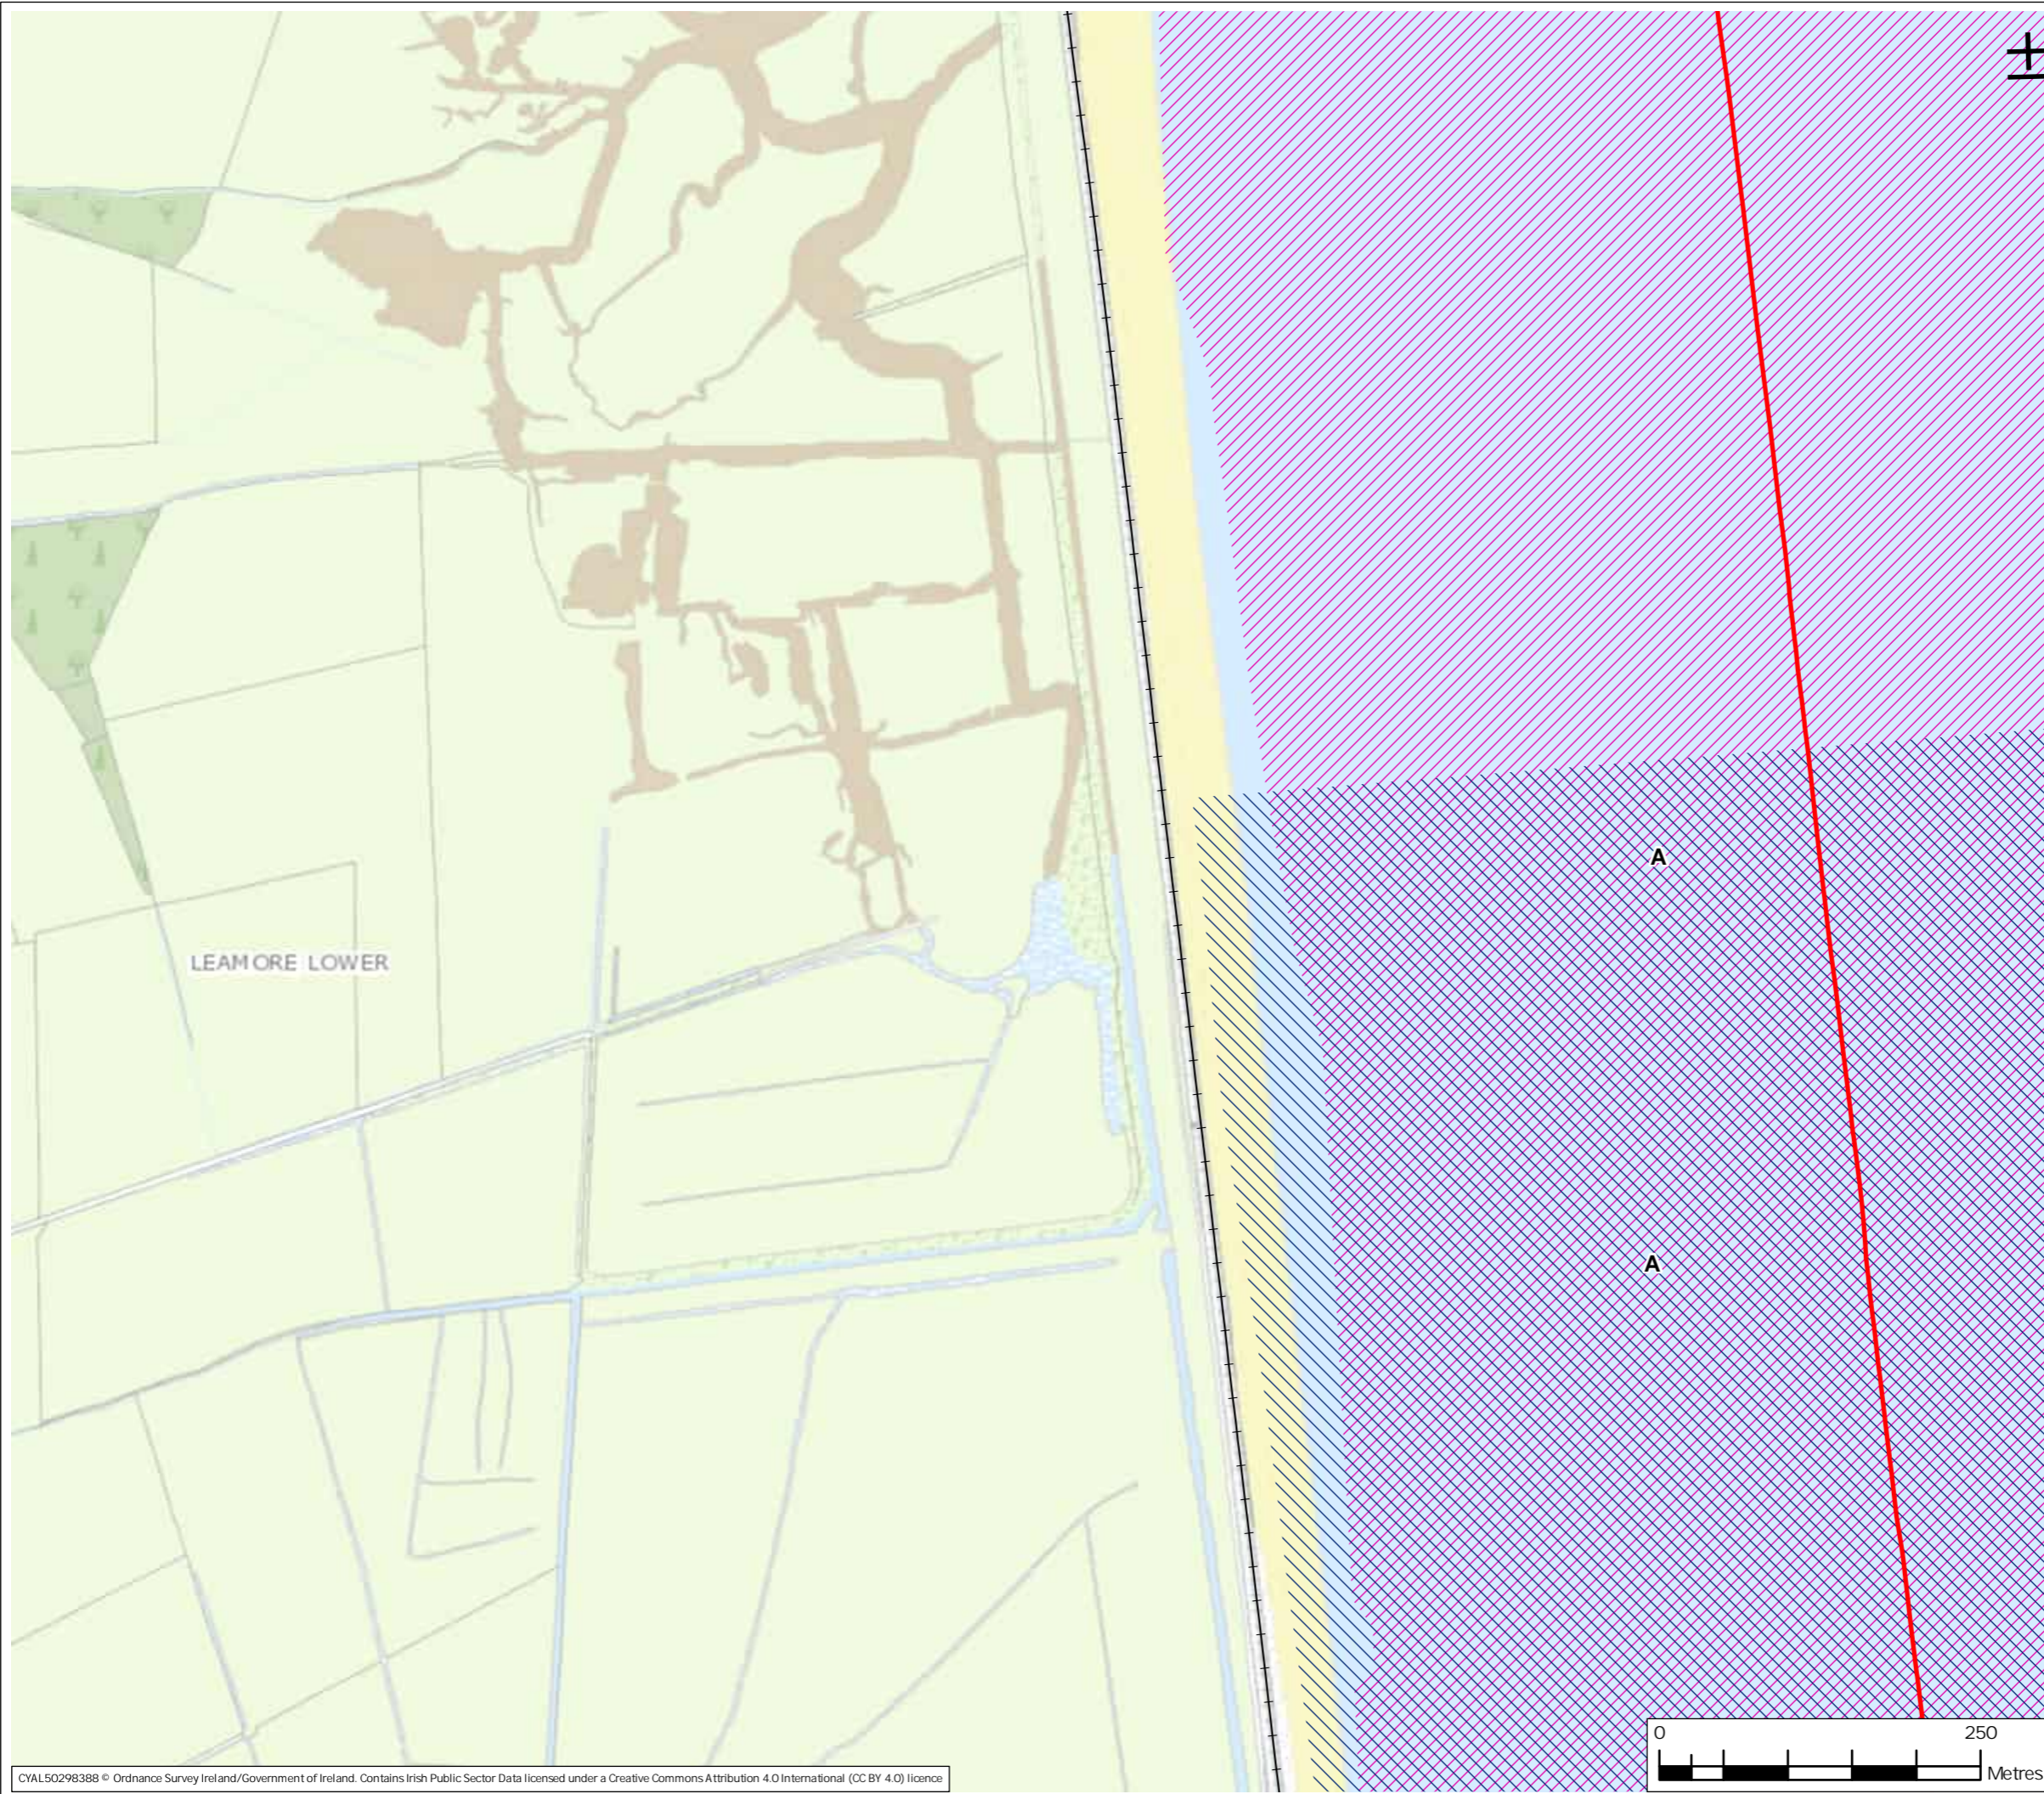 A
LEAMORE LOWER
A
0 250
Metres
CYAL50298388 © Ordnance Survey Ireland/Government of Ireland. Contains Irish Public Sector Data licensed under a Creative Commons Attribution 4.0 International (CC BY 4.0) licence